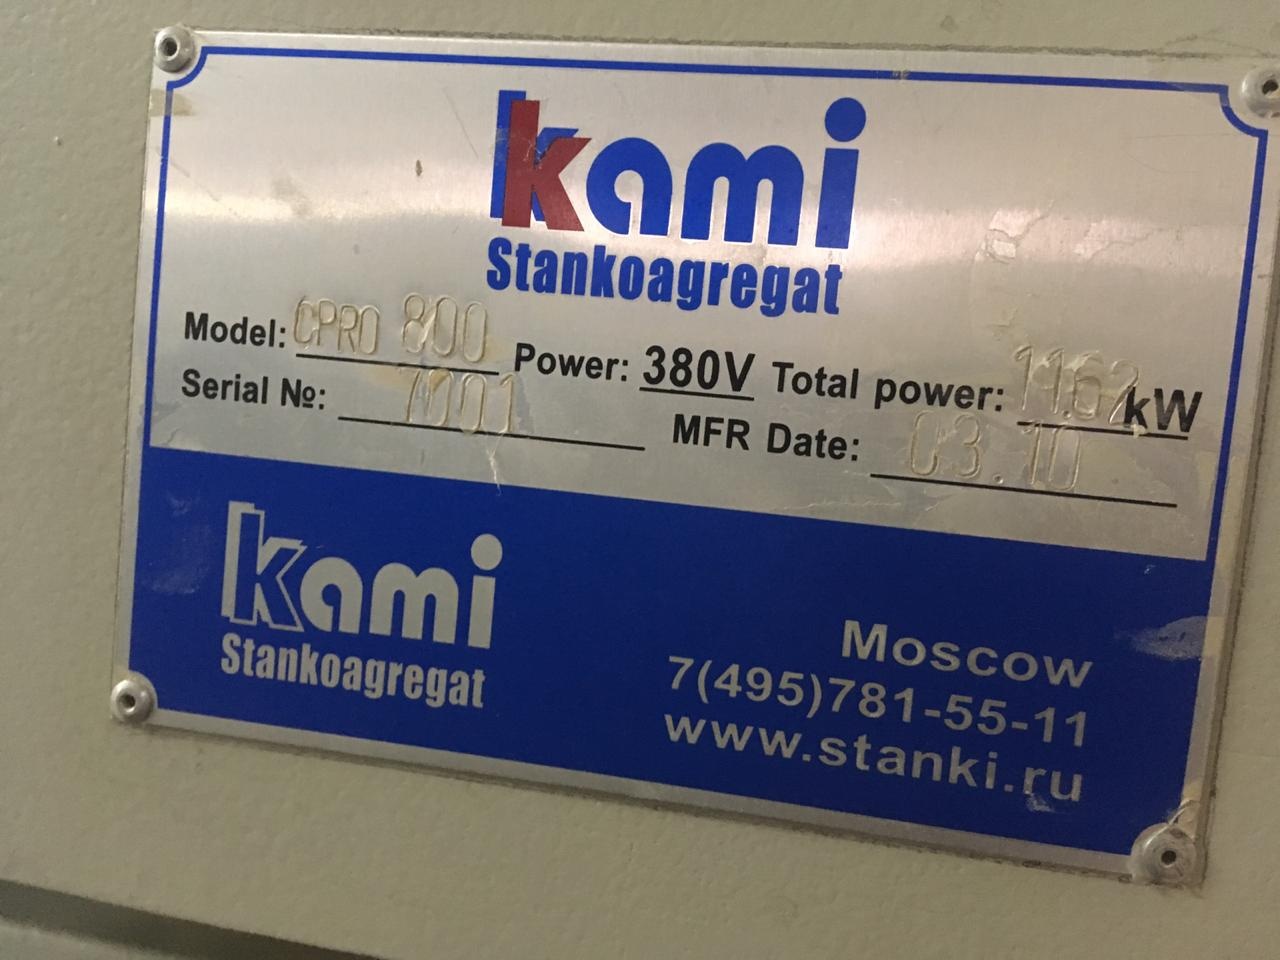 kami
Stankoagregat
Model: CPRO 800 Power: 380V Total power: 11.62 kW
Serial №: 7001 MFR Date: 03.10
kami
Stankoagregat
Moscow
7(495)781-55-11
www.stanki.ru